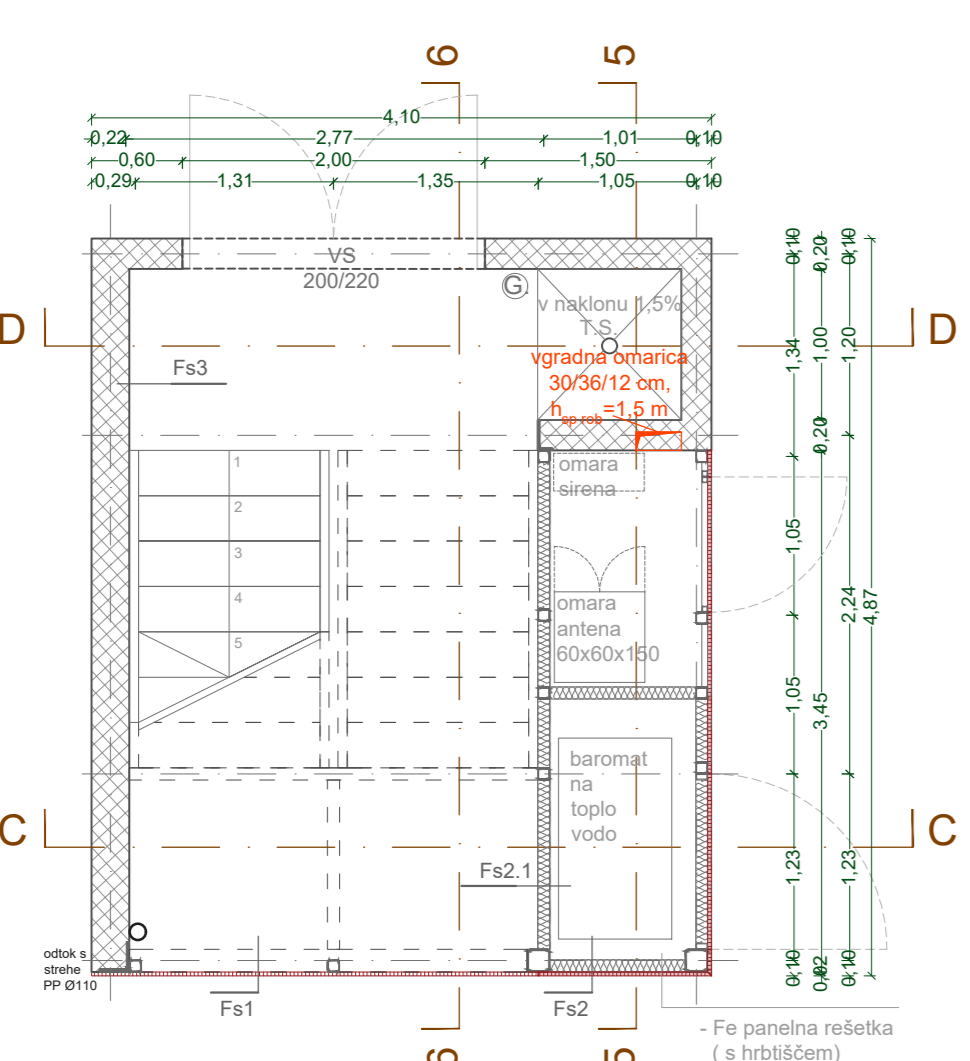 6
5
4,10
0,22
2,77
1,01
0,10
0,60
2,00
1,50
0,29
1,31
1,35
1,05
0,10
VS
200/220
G.
v naklonu 1,5%
T.S.
vgradna omarica
30/36/12 cm,
hsp rob =1,5 m
D
D
Fs3
1
2
3
4
5
omara
sirena
omara
antena
60x60x150
baromat
na
toplo
vodo
0,10
1,34
1,05
1,05
1,23
0,10
0,20
1,00
0,20
3,45
0,02
0,10
1,20
2,24
1,23
0,10
4,87
C
C
Fs2.1
odtok s
strehe
PP Ø110
Fs1
Fs2
- Fe panelna rešetka
( s hrbtiščem)
6
5